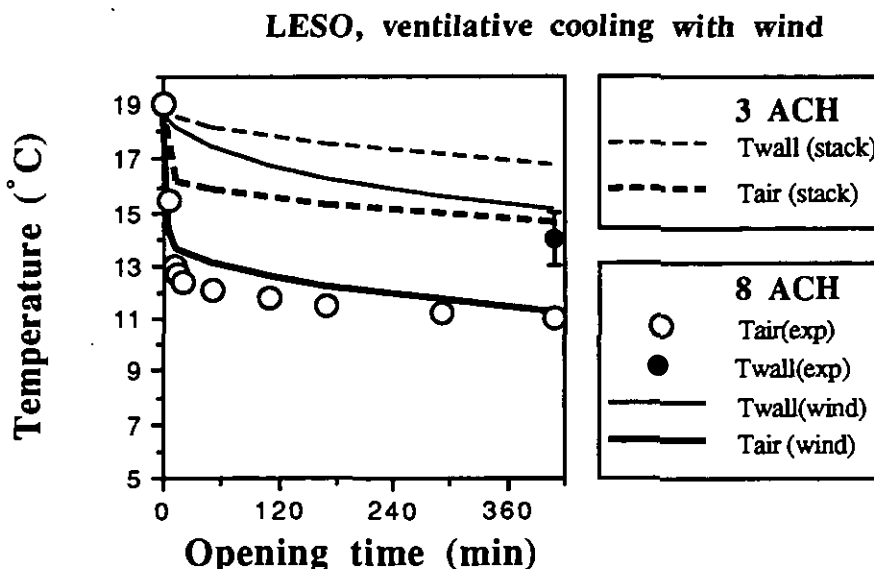 LESO, ventilative cooling with wind
Temperature (°C)
19
17
15
13
11
9
7
5
0
120
240
360
Opening time (min)
3 ACH
Twall (stack)
Tair (stack)
8 ACH
Tair(exp)
Twall(exp)
Twall(wind)
Tair (wind)